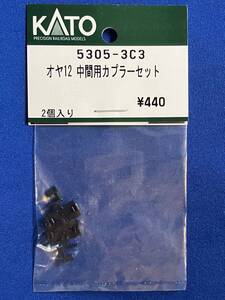 KATO
PRECISION RAILROAD MODELS
5305-3C3
オヤ12 中間用カプラーセット
2個入り
¥440